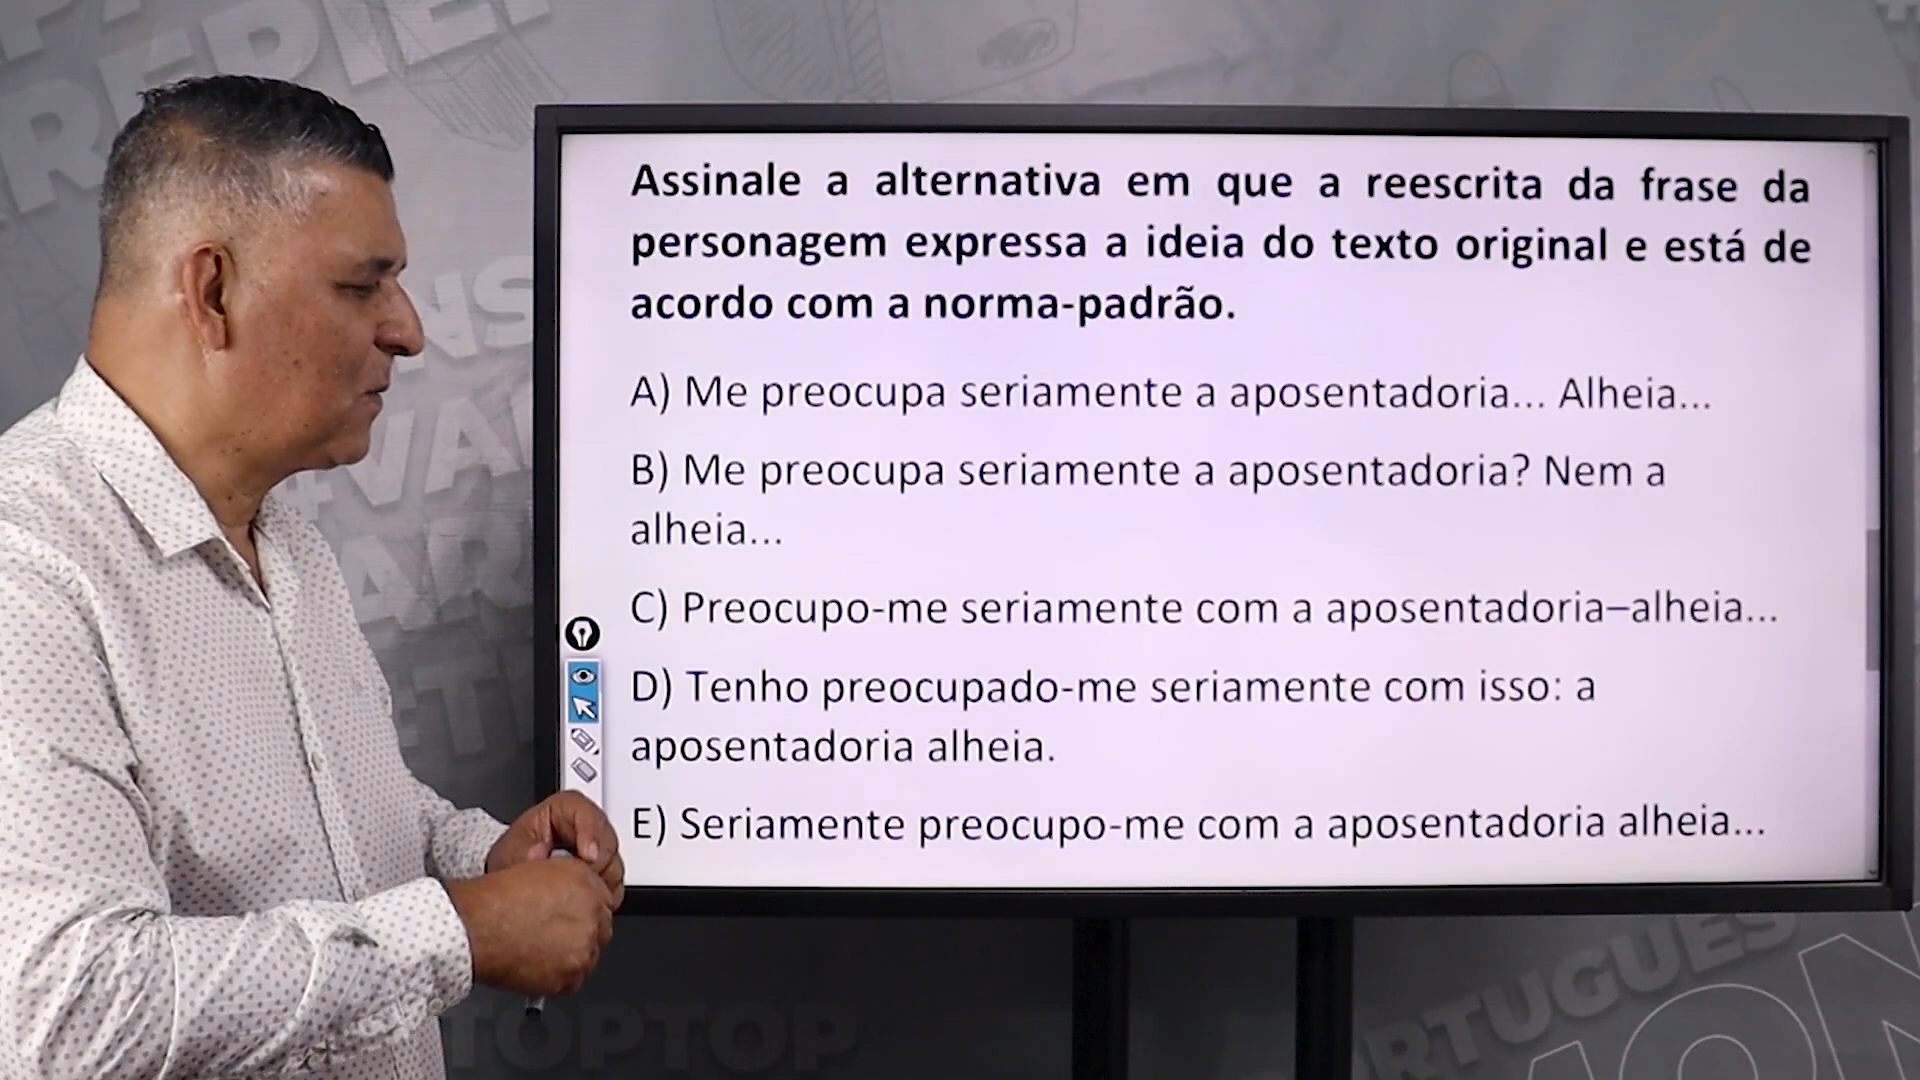 Assinale a alternativa em que a reescrita da frase da
personagem expressa a ideia do texto original e está de
acordo com a norma-padrão.
A) Me preocupa seriamente a aposentadoria... Alheia...
B) Me preocupa seriamente a aposentadoria? Nem a
alheia...
C) Preocupo-me seriamente com a aposentadoria–alheia...
D) Tenho preocupado-me seriamente com isso: a
aposentadoria alheia.
E) Seriamente preocupo-me com a aposentadoria alheia...
TOPTOP
RTUGUES